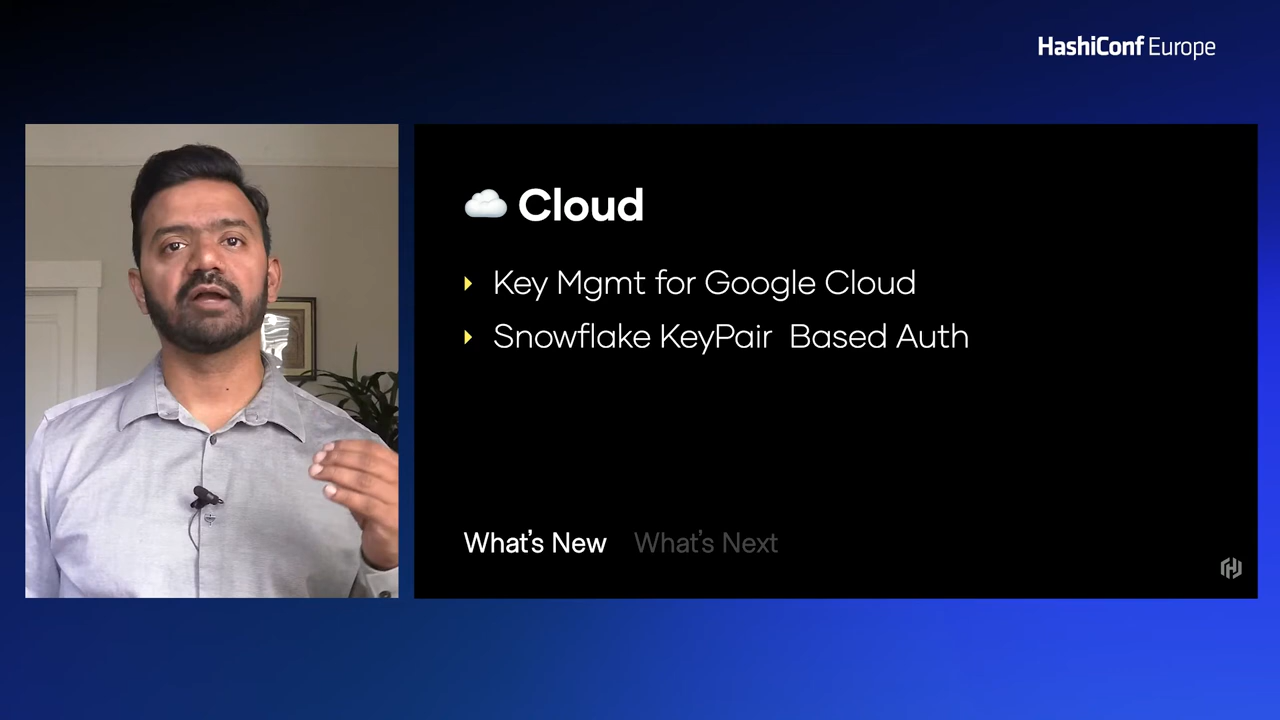 HashiConf Europe
Cloud
Key Mgmt for Google Cloud
Snowflake KeyPair Based Auth
What's New What's Next